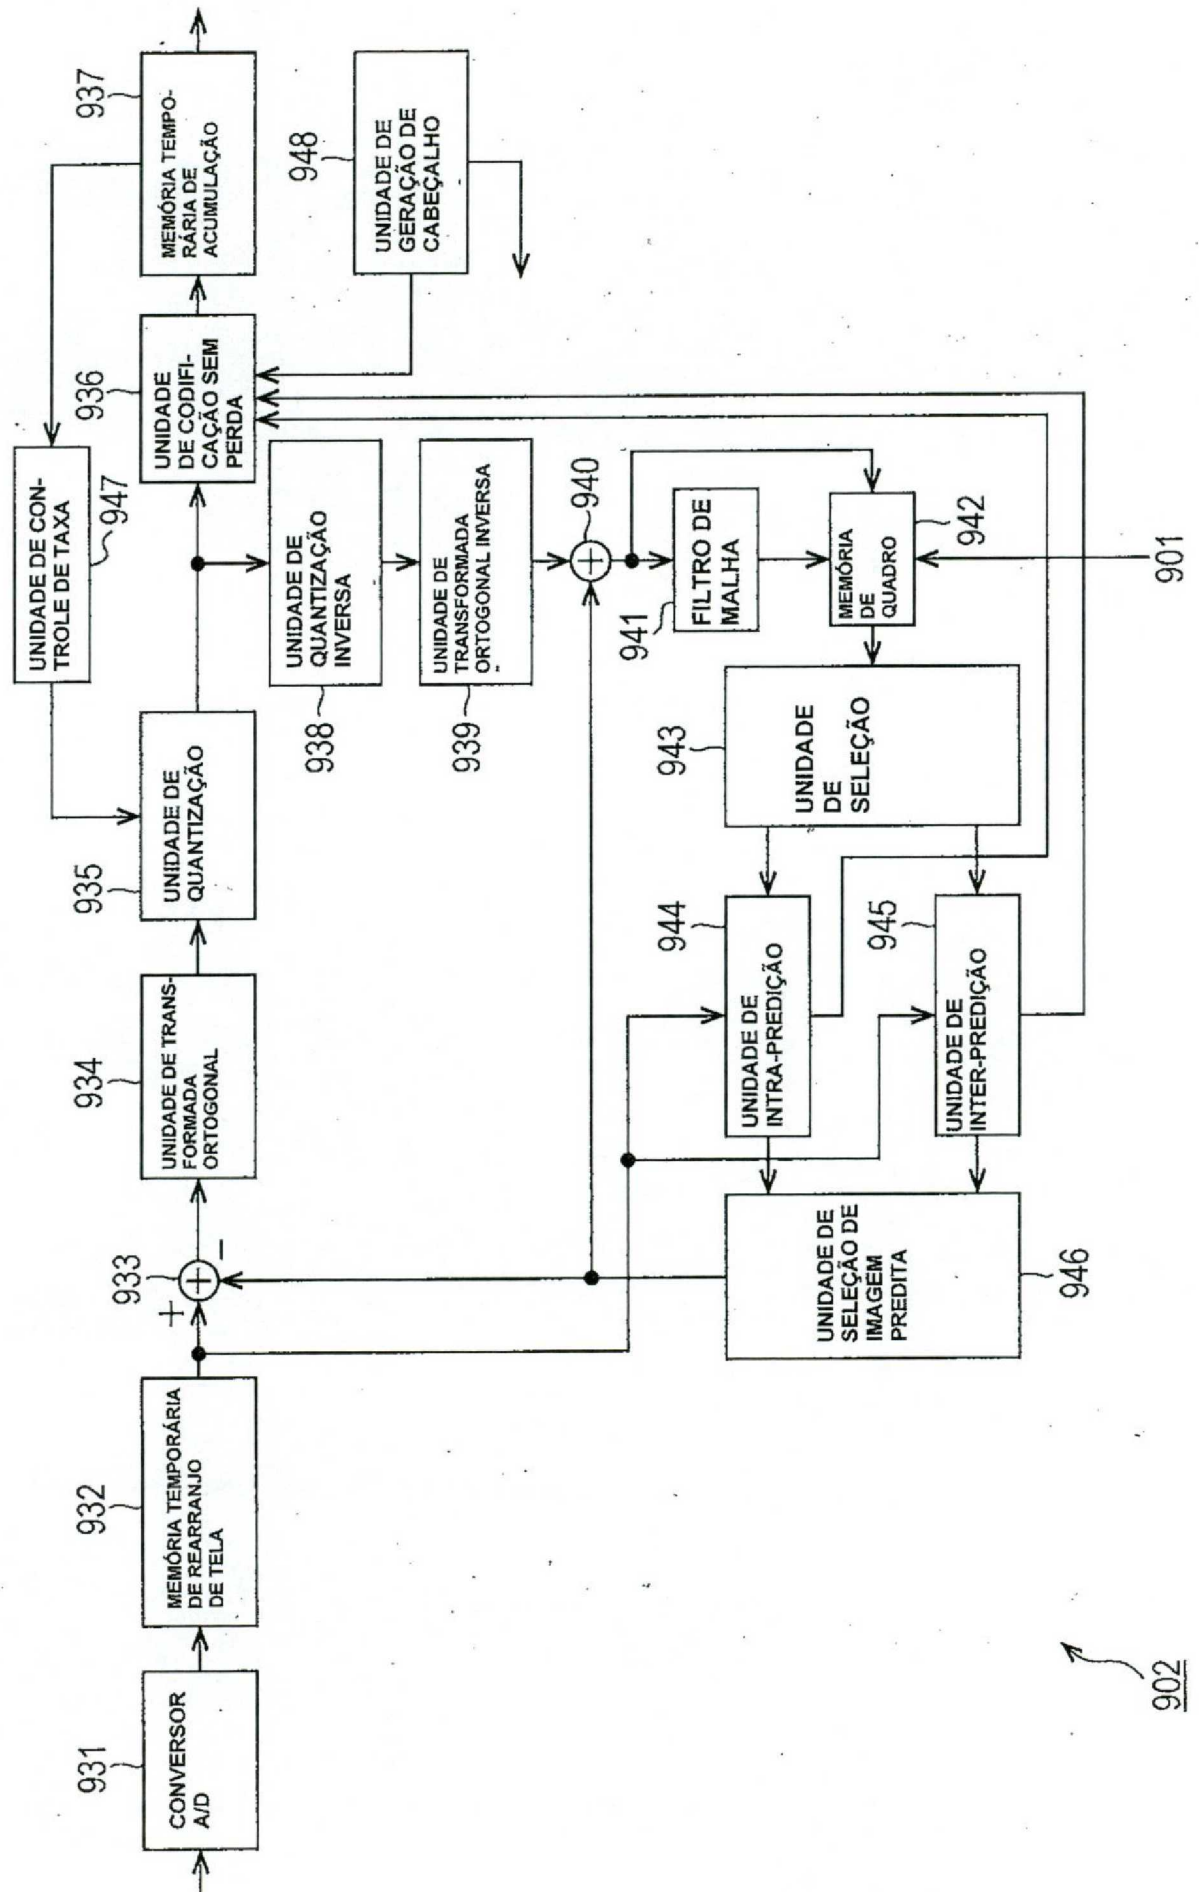 931
CONVERSOR
A/D
932
MEMÓRIA TEMPORÁRIA
DE REARRANJO
DE TELA
933
+
−
934
UNIDADE DE TRANS-
FORMADA
ORTOGONAL
935
UNIDADE DE
QUANTIZAÇÃO
UNIDADE DE CON-
TROLE DE TAXA
947
936
UNIDADE
DE CODIFI-
CAÇÃO SEM
PERDA
937
MEMÓRIA TEMPO-
RÁRIA DE
ACUMULAÇÃO
948
UNIDADE DE
GERAÇÃO DE
CABEÇALHO
UNIDADE DE
QUANTIZAÇÃO
INVERSA
938
UNIDADE DE
TRANSFORMADA
ORTOGONAL INVERSA
939
940
941
FILTRO DE
MALHA
MEMÓRIA
DE
QUADRO
942
901
943
UNIDADE
DE
SELEÇÃO
944
UNIDADE DE
INTRA-PREDIÇÃO
945
UNIDADE DE
INTER-PREDIÇÃO
UNIDADE DE
SELEÇÃO DE
IMAGEM
PREDITA
946
902